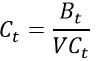 C_t = B_t / VC_t